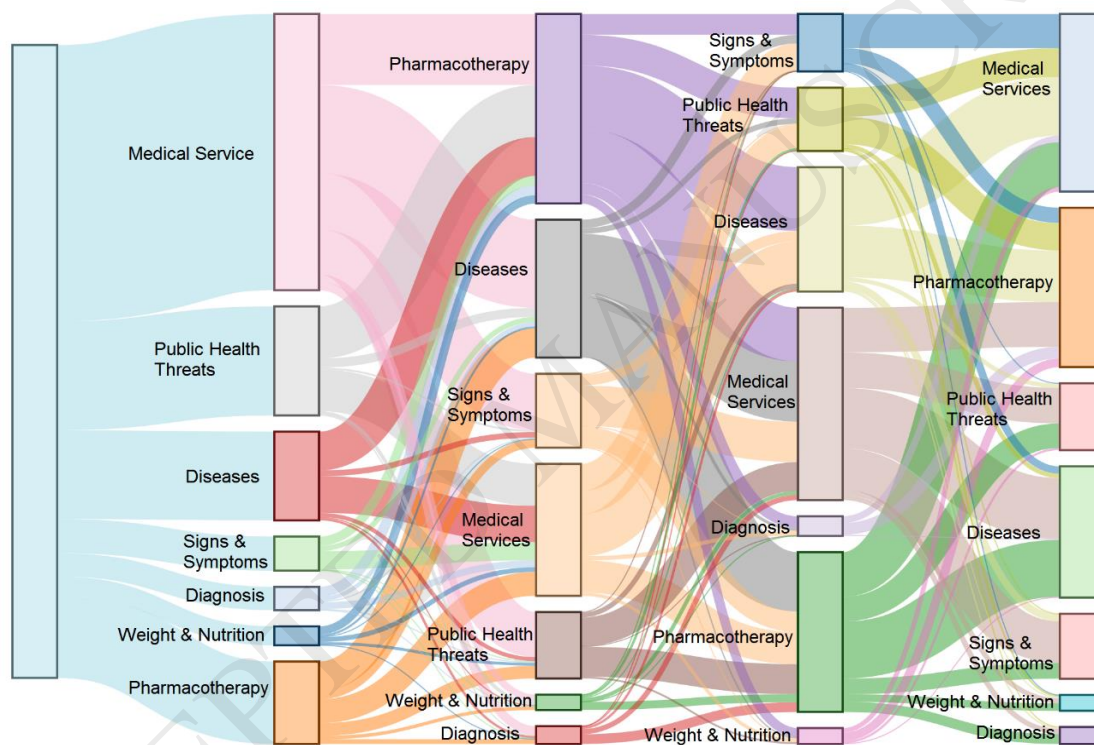 Medical Service
Public Health
Threats
Diseases
Signs &
Symptoms
Diagnosis
Weight & Nutrition
Pharmacotherapy
Pharmacotherapy
Diseases
Signs &
Symptoms
Medical
Services
Public Health
Threats
Weight & Nutrition
Diagnosis
Signs &
Symptoms
Public Health
Threats
Diseases
Medical
Services
Diagnosis
Pharmacotherapy
Weight & Nutrition
Medical
Services
Pharmacotherapy
Public Health
Threats
Diseases
Signs &
Symptoms
Weight & Nutrition
Diagnosis